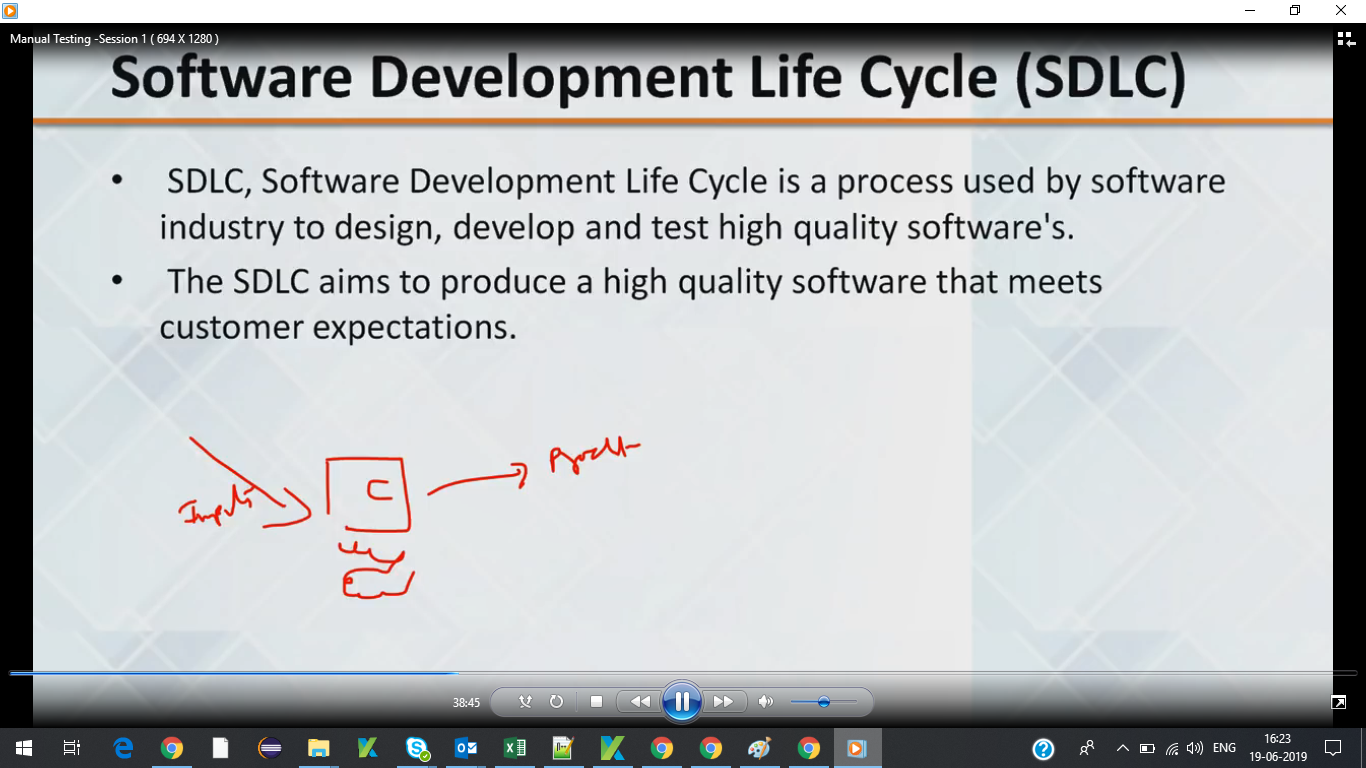 Manual Testing -Session 1 ( 694 X 1280 )
Software Development Life Cycle (SDLC)
• SDLC, Software Development Life Cycle is a process used by software
industry to design, develop and test high quality software's.
• The SDLC aims to produce a high quality software that meets
customer expectations.
Inputs
C
38:45
ENG
16:23
19-06-2019